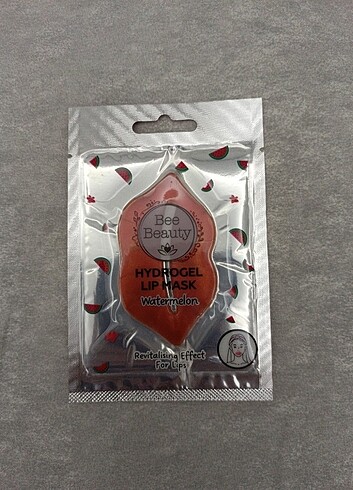 Bee
Beauty
HYDROGEL
LIP MASK
Watermelon
Revitalising Effect
For Lips